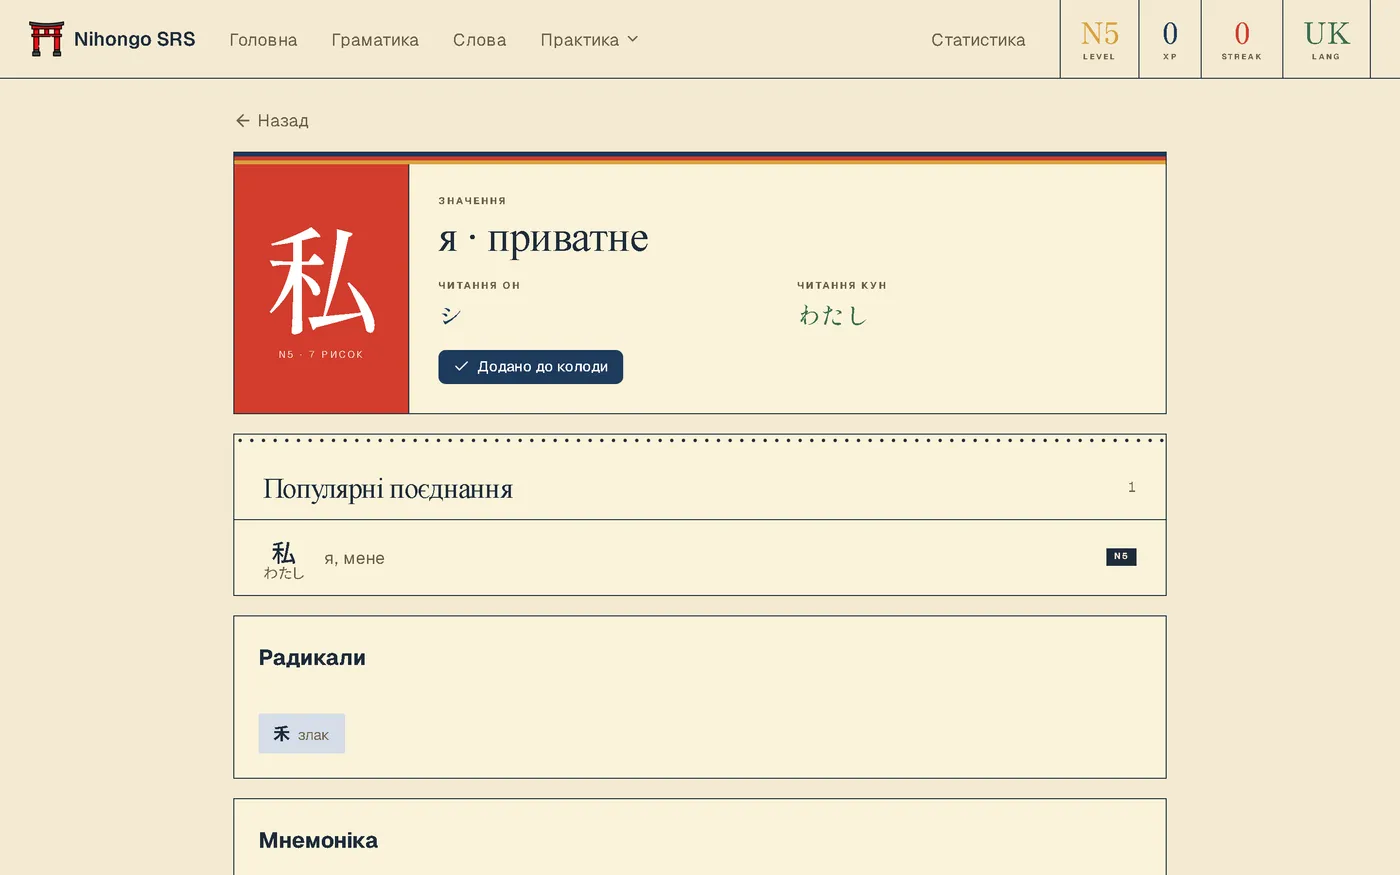 Nihongo SRS
Головна
Граматика
Слова
Практика
Статистика
N5
LEVEL
0
XP
0
STREAK
UK
LANG
← Назад
私
N5 · 7 РИСОК
ЗНАЧЕННЯ
я · приватне
ЧИТАННЯ ОН
シ
ЧИТАННЯ КУН
わたし
Додано до колоди
Популярні поєднання
1
私
わたし
я, мене
N5
Радикали
禾 злак
Мнемоніка